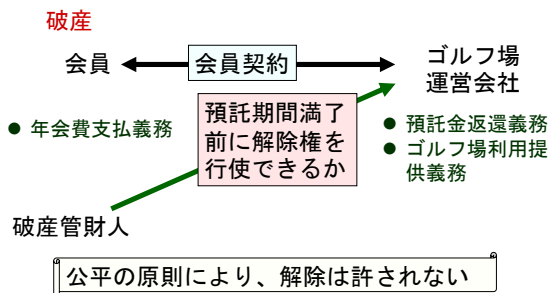 破産
会員
会員契約
ゴルフ場
運営会社
● 年会費支払義務
預託期間満了
前に解除権を
行使できるか
● 預託金返還義務
● ゴルフ場利用提
供義務
破産管財人
公平の原則により、解除は許されない